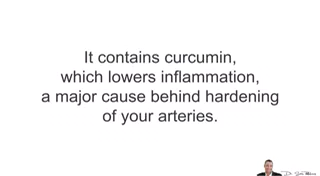 It contains curcumin,
which lowers inflammation,
a major cause behind hardening
of your arteries.